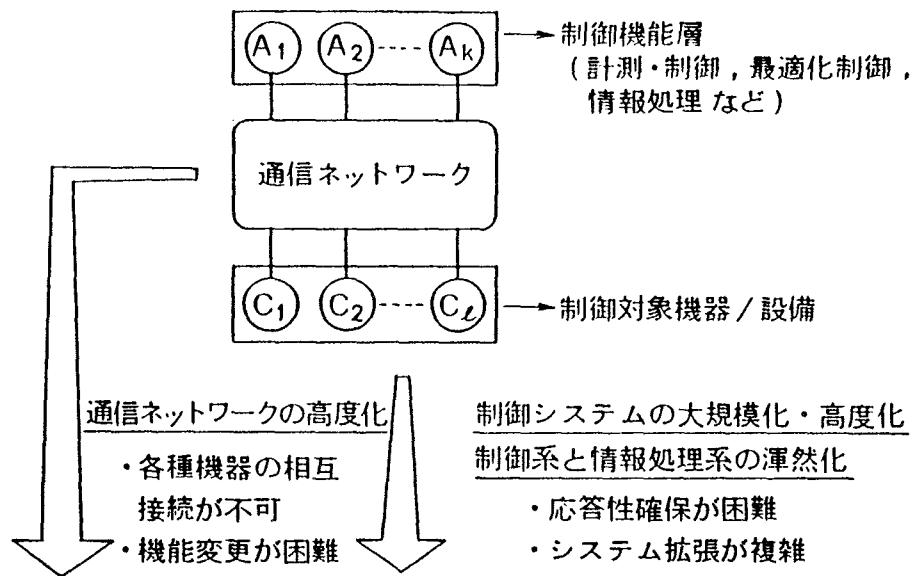 A1 A2 ---- Ak → 制御機能層
(計測・制御,最適化制御,
情報処理など)
通信ネットワーク
C1 C2 ---- Cℓ → 制御対象機器/設備
通信ネットワークの高度化
・各種機器の相互
接続が不可
・機能変更が困難
制御システムの大規模化・高度化
制御系と情報処理系の渾然化
・応答性確保が困難
・システム拡張が複雑